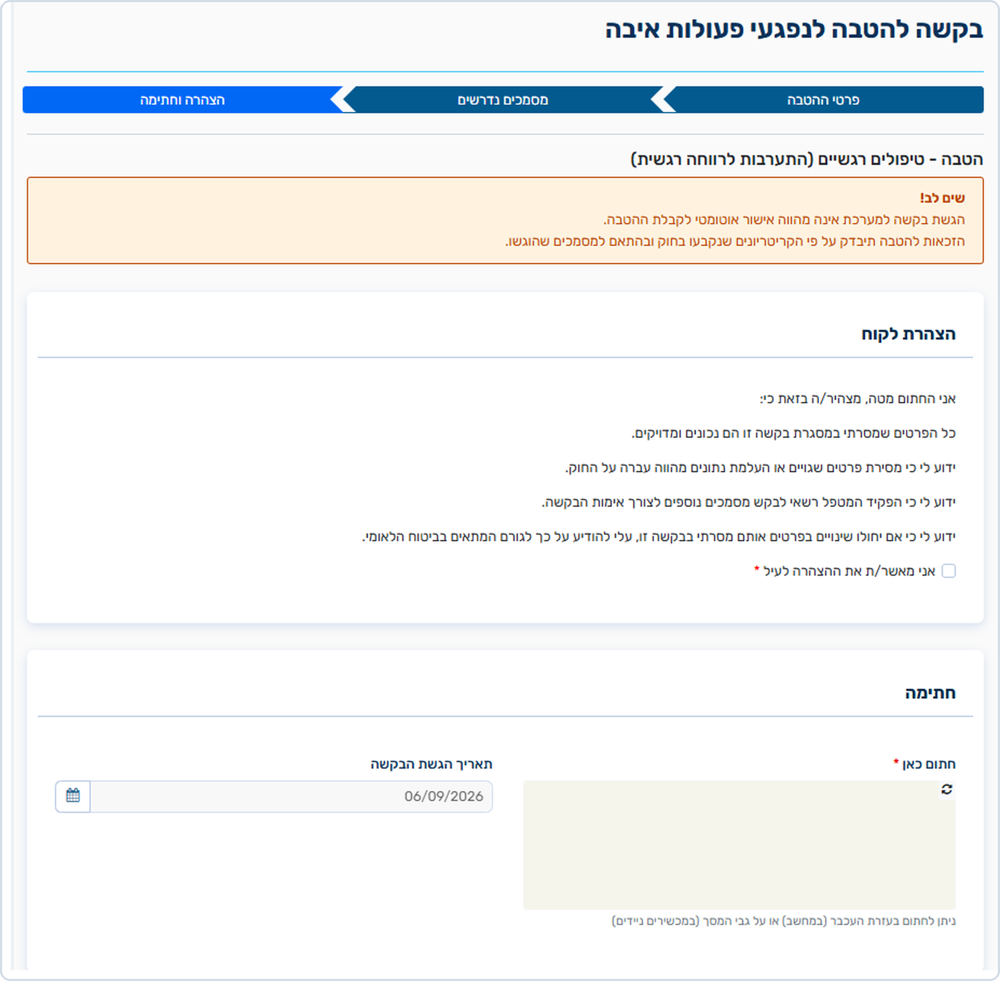 בקשה להטבה לנפגעי פעולות איבה
פרטי ההטבה
מסמכים נדרשים
הצהרה וחתימה
הטבה - טיפולים רגשיים (התערבות לרווחה רגשית)
שים לב!
הגשת בקשה למערכת אינה מהווה אישור אוטומטי לקבלת ההטבה.
הזכאות להטבה תיבדק על פי הקריטריונים שנקבעו בחוק ובהתאם למסמכים שהוגשו.
הצהרת לקוח
אני החתום מטה, מצהיר/ה בזאת כי:
כל הפרטים שמסרתי במסגרת בקשה זו הם נכונים ומדויקים.
ידוע לי כי מסירת פרטים שגויים או העלמת נתונים מהווה עברה על החוק.
ידוע לי כי הפקיד המטפל רשאי לבקש מסמכים נוספים לצורך אימות הבקשה.
ידוע לי כי אם יחולו שינויים בפרטים אותם מסרתי בבקשה זו, עלי להודיע על כך לגורם המתאים בביטוח הלאומי.
אני מאשר/ת את ההצהרה לעיל *
חתימה
חתום כאן *
תאריך הגשת הבקשה
06/09/2026
ניתן לחתום בעזרת העכבר (במחשב) או על גבי המסך (במכשירים ניידים)